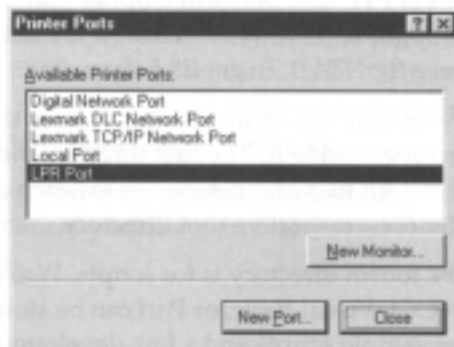 Printer Ports
? ×
Available Printer Ports:
Digital Network Port
Lexmark DLC Network Port
Lexmark TCP/IP Network Port
Local Port
LPR Port
New Monitor...
New Port...
Close